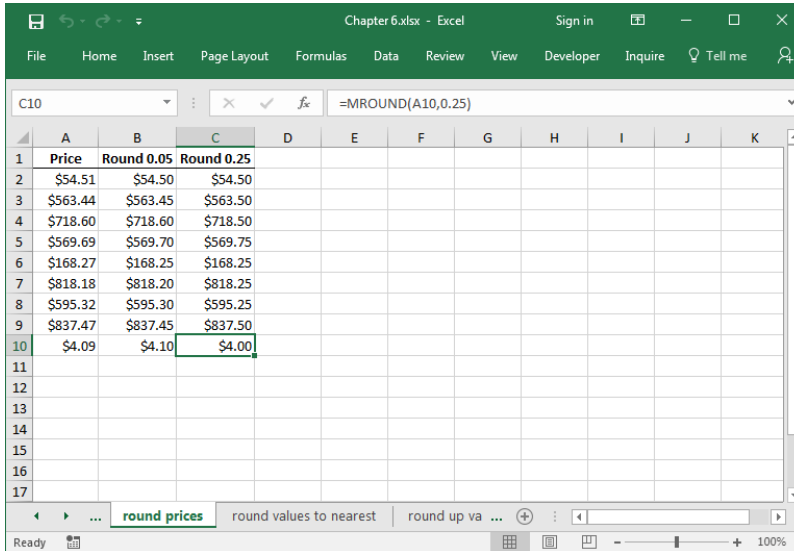 Chapter 6.xlsx - Excel Sign in
File Home Insert Page Layout Formulas Data Review View Developer Inquire Tell me
C10 fx =MROUND(A10,0.25)
A B C D E F G H I J K
1 Price Round 0.05 Round 0.25
2 $54.51 $54.50 $54.50
3 $563.44 $563.45 $563.50
4 $718.60 $718.60 $718.50
5 $569.69 $569.70 $569.75
6 $168.27 $168.25 $168.25
7 $818.18 $818.20 $818.25
8 $595.32 $595.30 $595.25
9 $837.47 $837.45 $837.50
10 $4.09 $4.10 $4.00
11
12
13
14
15
16
17
... round prices round values to nearest round up va ...
Ready 100%